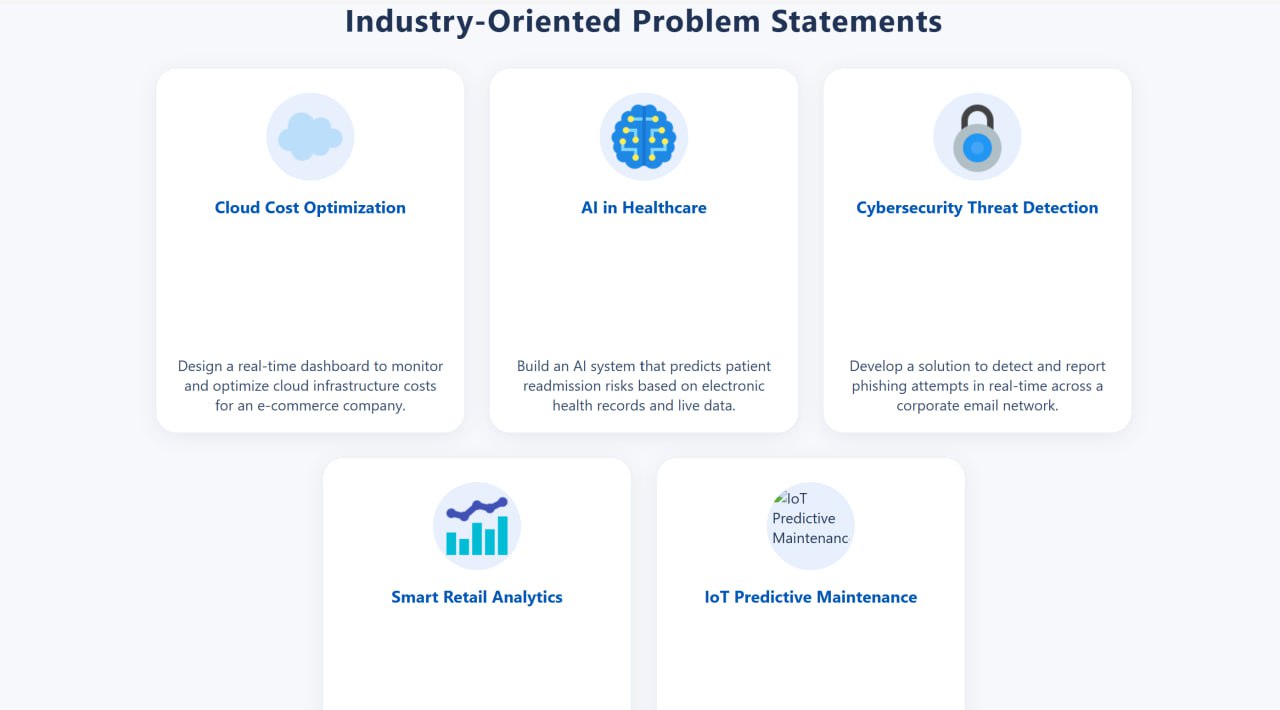 Industry-Oriented Problem Statements
Cloud Cost Optimization
Design a real-time dashboard to monitor
and optimize cloud infrastructure costs
for an e-commerce company.
AI in Healthcare
Build an AI system that predicts patient
readmission risks based on electronic
health records and live data.
Cybersecurity Threat Detection
Develop a solution to detect and report
phishing attempts in real-time across a
corporate email network.
Smart Retail Analytics
IoT
Predictive
Maintenanc
IoT Predictive Maintenance